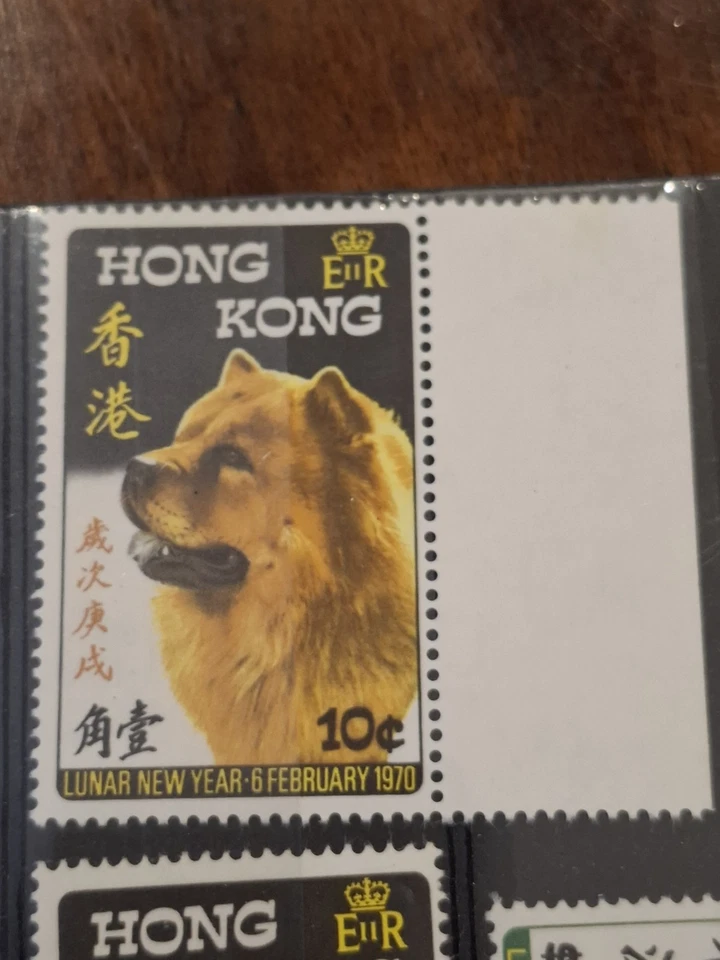 HONG
EIIR
KONG
香港
歲次庚戌
角壹
10¢
LUNAR NEW YEAR·6 FEBRUARY 1970
HONG
EIIR